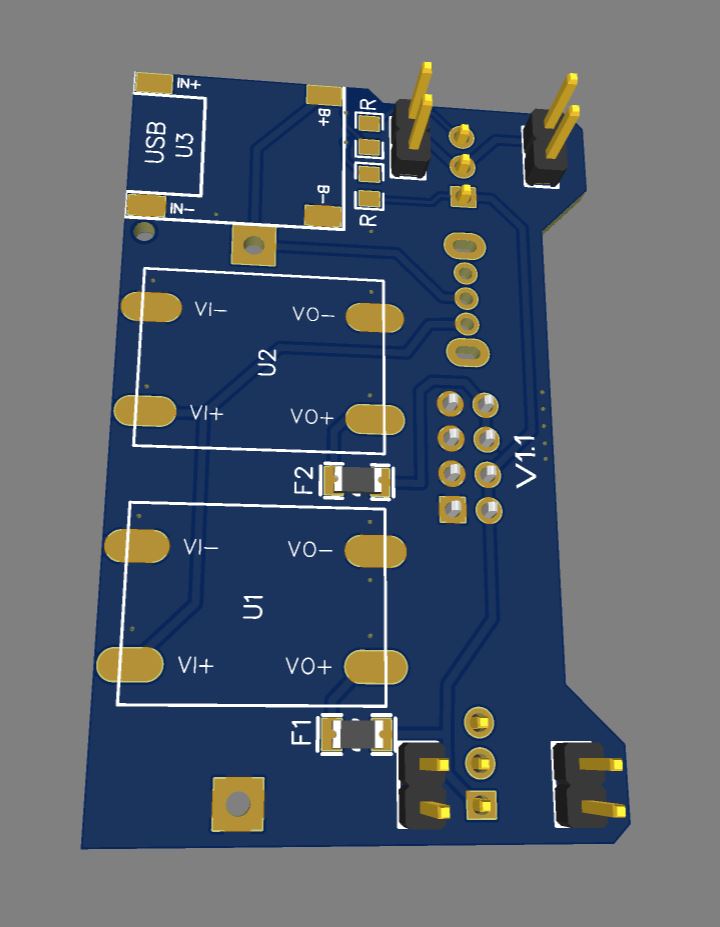 IN+
USB
U3
B+
B-
IN-
R
R
VI-
VO-
U2
VI+
VO+
F2
V1.1
VI-
VO-
U1
VI+
VO+
F1